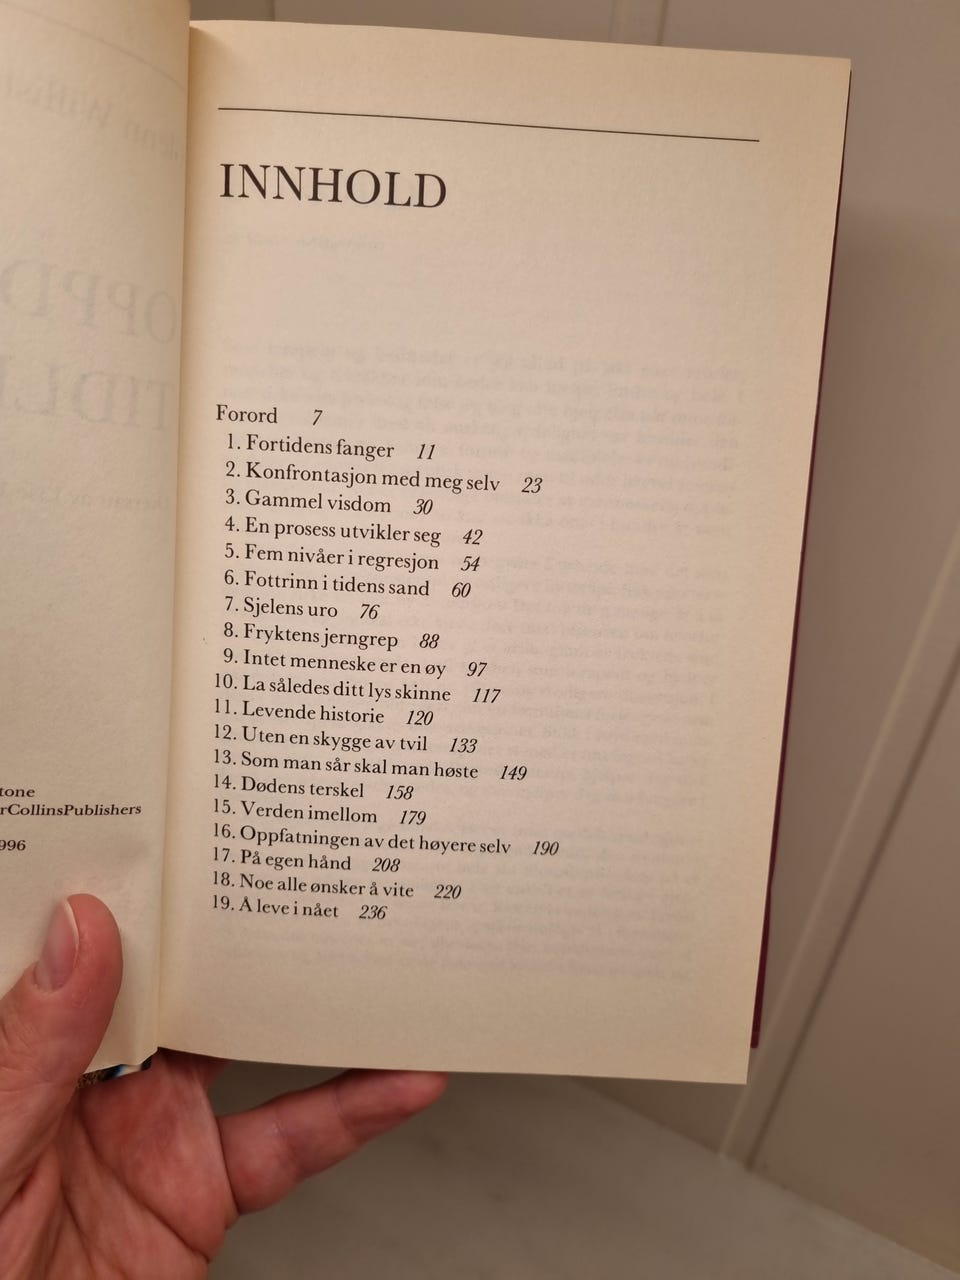 tone
rCollinsPublishers
996
INNHOLD
Forord 7
1. Fortidens fanger 11
2. Konfrontasjon med meg selv 23
3. Gammel visdom 30
4. En prosess utvikler seg 42
5. Fem nivåer i regresjon 54
6. Fottrinn i tidens sand 60
7. Sjelens uro 76
8. Fryktens jerngrep 88
9. Intet menneske er en øy 97
10. La således ditt lys skinne 117
11. Levende historie 120
12. Uten en skygge av tvil 133
13. Som man sår skal man høste 149
14. Dødens terskel 158
15. Verden imellom 179
16. Oppfatningen av det høyere selv 190
17. På egen hånd 208
18. Noe alle ønsker å vite 220
19. Å leve i nået 236